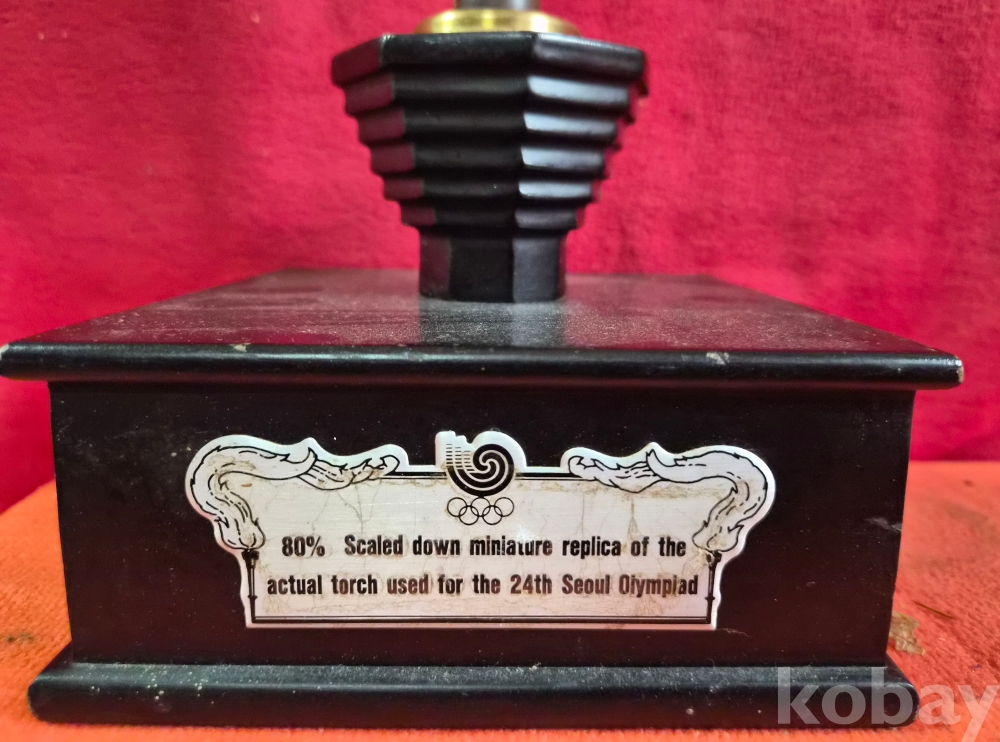 80% Scaled down miniature replica of the
actual torch used for the 24th Seoul Olympiad
kobay